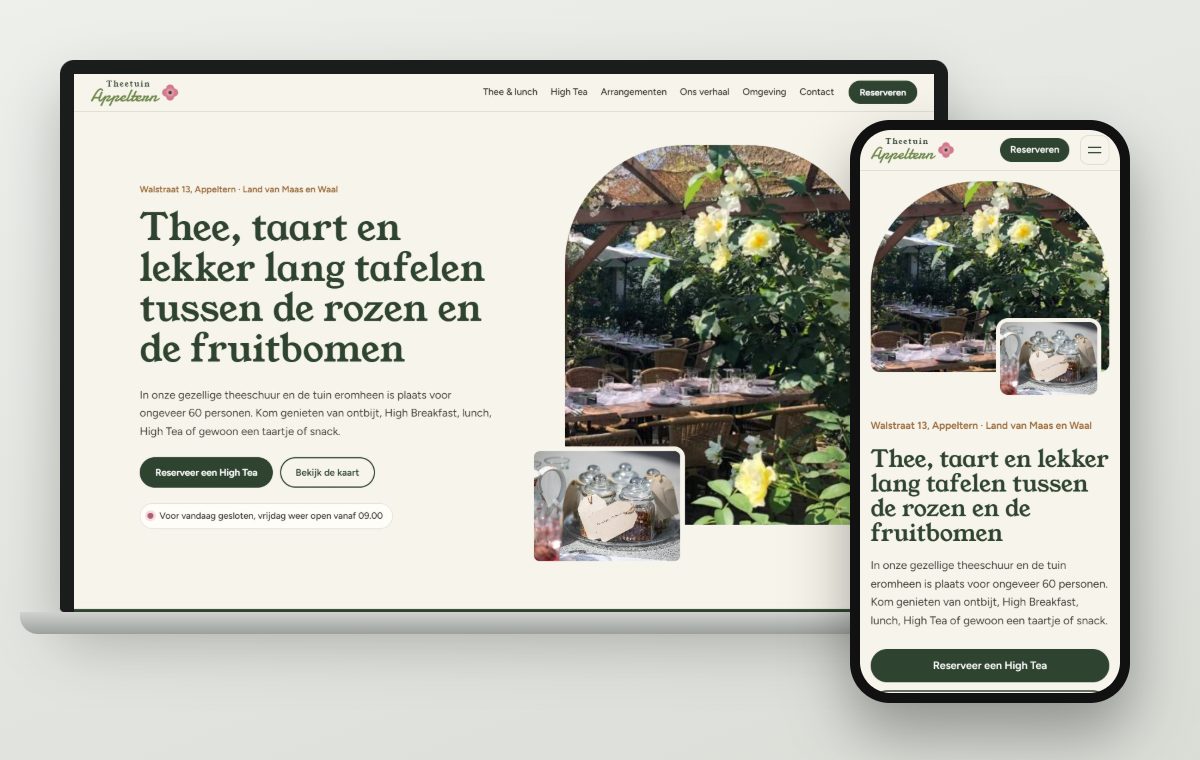 Theetuin
Appeltern
Thee & lunch
High Tea
Arrangementen
Ons verhaal
Omgeving
Contact
Reserveren
Walstraat 13, Appeltern · Land van Maas en Waal
Thee, taart en
lekker lang tafelen
tussen de rozen en
de fruitbomen
In onze gezellige theeschuur en de tuin eromheen is plaats voor
ongeveer 60 personen. Kom genieten van ontbijt, High Breakfast, lunch,
High Tea of gewoon een taartje of snack.
Reserveer een High Tea
Bekijk de kaart
Voor vandaag gesloten, vrijdag weer open vanaf 09.00
Theetuin
Appeltern
Reserveren
Walstraat 13, Appeltern · Land van Maas en Waal
Thee, taart en lekker
lang tafelen tussen
de rozen en de
fruitbomen
In onze gezellige theeschuur en de tuin
eromheen is plaats voor ongeveer 60 personen.
Kom genieten van ontbijt, High Breakfast,
lunch, High Tea of gewoon een taartje of snack.
Reserveer een High Tea